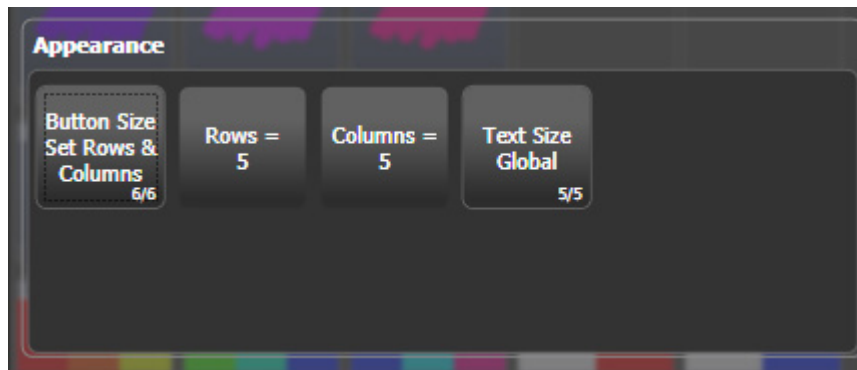 Appearance
Button Size
Set Rows &
Columns
6/6
Rows =
5
Columns =
5
Text Size
Global
5/5